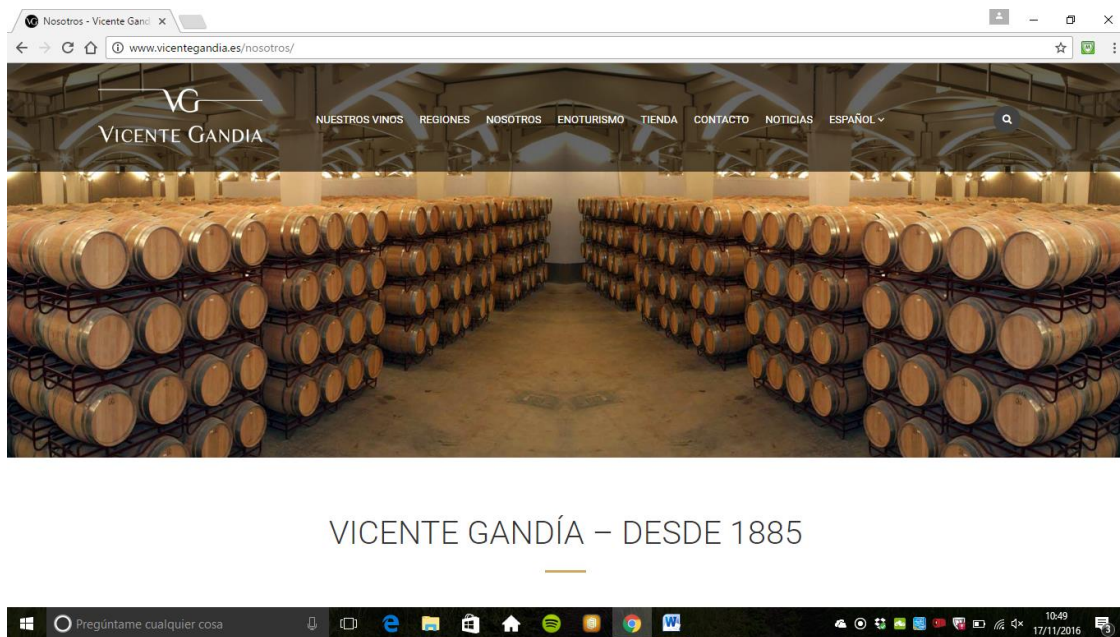 Nosotros - Vicente Gand
www.vicentegandia.es/nosotros/
VG
VICENTE GANDIA
NUESTROS VINOS REGIONES NOSOTROS ENOTURISMO TIENDA CONTACTO NOTICIAS ESPAÑOL
VICENTE GANDÍA – DESDE 1885
Pregúntame cualquier cosa
10:49
17/11/2016